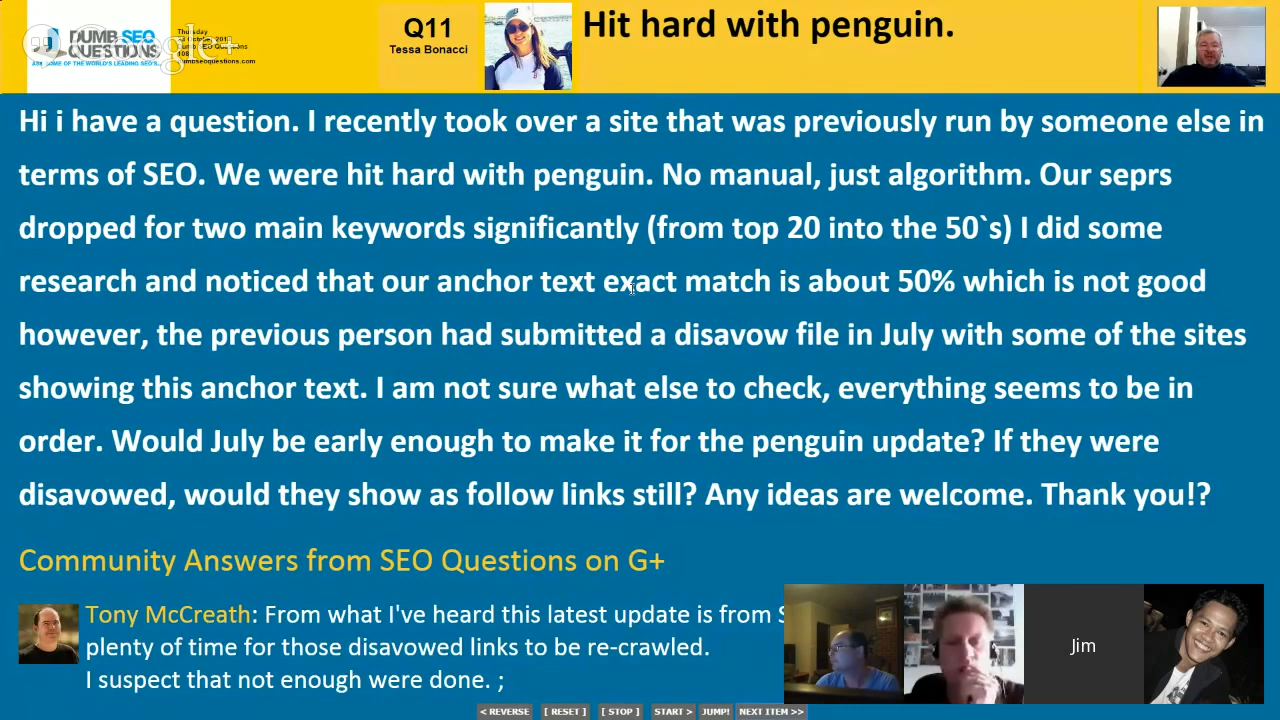 DUMB SEO
QUESTIONS
Thursday
Dumb SEO Questions
dumbseoquestions.com
Q11
Tessa Bonacci
Hit hard with penguin.
Hi i have a question. I recently took over a site that was previously run by someone else in
terms of SEO. We were hit hard with penguin. No manual, just algorithm. Our seprs
dropped for two main keywords significantly (from top 20 into the 50`s) I did some
research and noticed that our anchor text exact match is about 50% which is not good
however, the previous person had submitted a disavow file in July with some of the sites
showing this anchor text. I am not sure what else to check, everything seems to be in
order. Would July be early enough to make it for the penguin update? If they were
disavowed, would they show as follow links still? Any ideas are welcome. Thank you!?
Community Answers from SEO Questions on G+
Tony McCreath: From what I've heard this latest update is from
plenty of time for those disavowed links to be re-crawled.
I suspect that not enough were done. ;
Jim
< REVERSE [ RESET ] [ STOP ] START > JUMP! NEXT ITEM >>